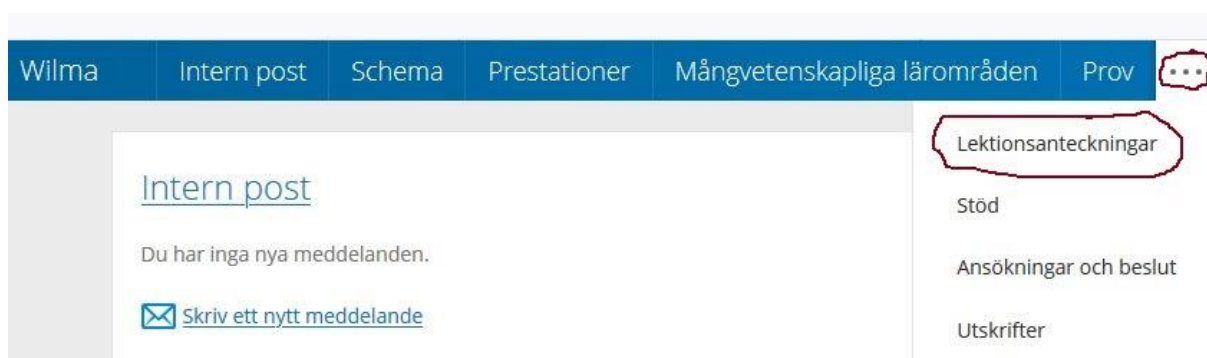 Wilma Intern post Schema Prestationer Mångvetenskapliga lärområden Prov ...
Lektionsanteckningar
Intern post
Stöd
Du har inga nya meddelanden.
Ansökningar och beslut
Skriv ett nytt meddelande
Utskrifter